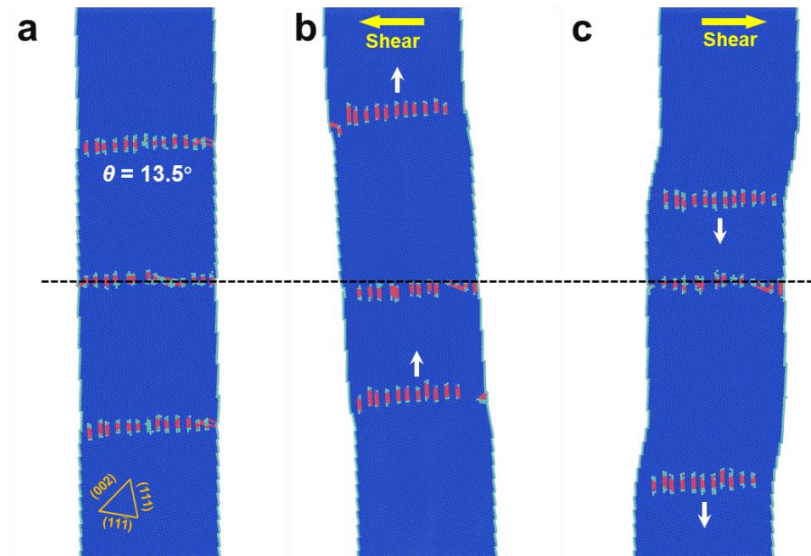 a
b
c
Shear
Shear
θ = 13.5°
(002)
(111)
(111)